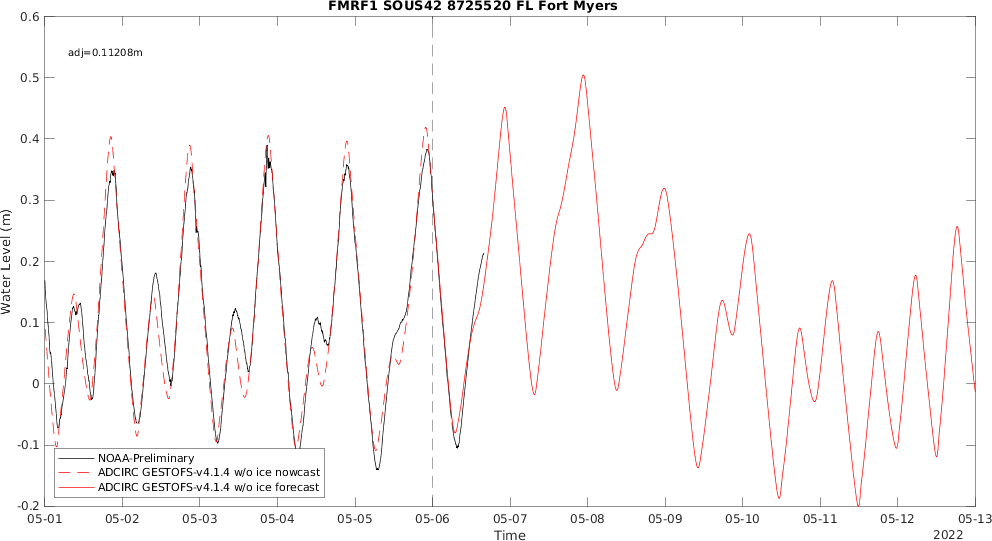 FMRF1 SOUS42 8725520 FL Fort Myers
adj=0.11208m
0.6
0.5
0.4
0.3
0.2
0.1
0
-0.1
-0.2
Water Level (m)
NOAA-Preliminary
ADCIRC GESTOFS-v4.1.4 w/o ice nowcast
ADCIRC GESTOFS-v4.1.4 w/o ice forecast
05-01 05-02 05-03 05-04 05-05 05-06 05-07 05-08 05-09 05-10 05-11 05-12 05-13
Time
2022